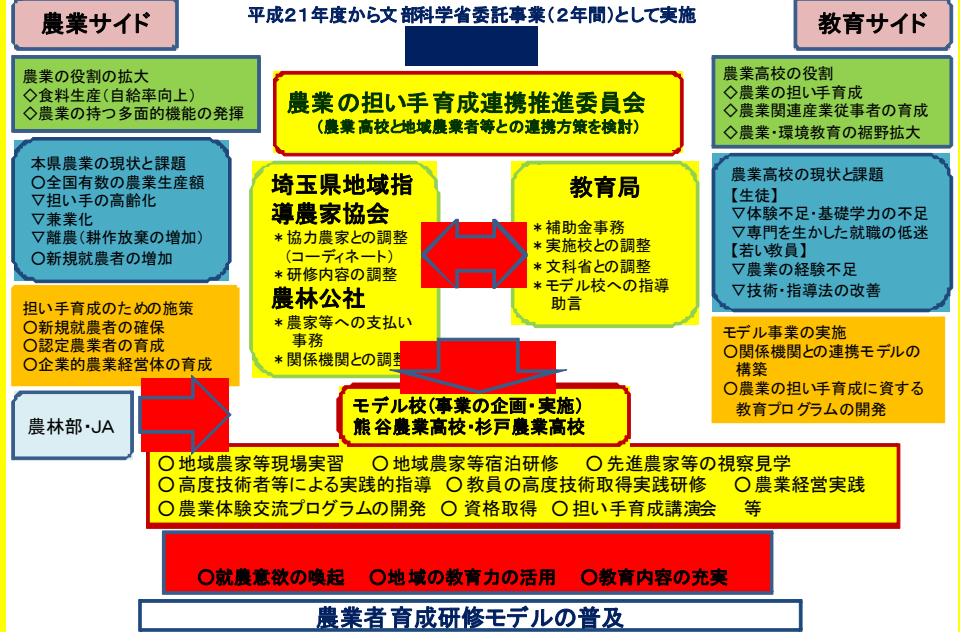 農業サイド
平成21年度から文部科学省委託事業(2年間)として実施
教育サイド
農業の役割の拡大
◇食料生産(自給率向上)
◇農業の持つ多面的機能の発揮
農業の担い手育成連携推進委員会
(農業高校と地域農業者等との連携方策を検討)
農業高校の役割
◇農業の担い手育成
◇農業関連産業従事者の育成
◇農業・環境教育の裾野拡大
本県農業の現状と課題
○全国有数の農業生産額
▽担い手の高齢化
▽兼業化
▽離農(耕作放棄の増加)
○新規就農者の増加
埼玉県地域指
導農家協会
*協力農家との調整
(コーディネート)
*研修内容の調整
農林公社
*農家等への支払い
事務
*関係機関との調整
教育局
*補助金事務
*実施校との調整
*文科省との調整
*モデル校への指導
助言
農業高校の現状と課題
【生徒】
▽体験不足・基礎学力の不足
▽専門を生かした就職の低迷
【若い教員】
▽農業の経験不足
▽技術・指導法の改善
担い手育成のための施策
○新規就農者の確保
○認定農業者の育成
○企業的農業経営体の育成
モデル事業の実施
○関係機関との連携モデルの
構築
○農業の担い手育成に資する
教育プログラムの開発
農林部・JA
モデル校(事業の企画・実施)
熊谷農業高校・杉戸農業高校
○地域農家等現場実習 ○地域農家等宿泊研修 ○先進農家等の視察見学
○高度技術者等による実践的指導 ○教員の高度技術取得実践研修 ○農業経営実践
○農業体験交流プログラムの開発 ○資格取得 ○担い手育成講演会 等
○就農意欲の喚起 ○地域の教育力の活用 ○教育内容の充実
農業者育成研修モデルの普及